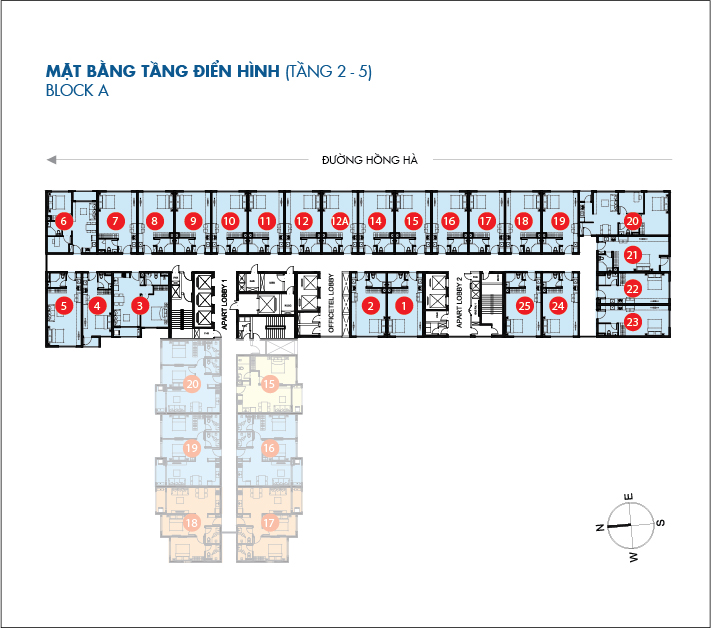 MẶT BẰNG TẦNG ĐIỂN HÌNH (TẦNG 2 - 5)
BLOCK A
ĐƯỜNG HỒNG HÀ
6 7 8 9 10 11 12 12A 14 15 16 17 18 19 20
21
22
23
5 4 3 2 1 25 24
APART LOBBY 1
OFFICETEL LOBBY
APART LOBBY 2
20 15
19 16
18 17
E
N S
W